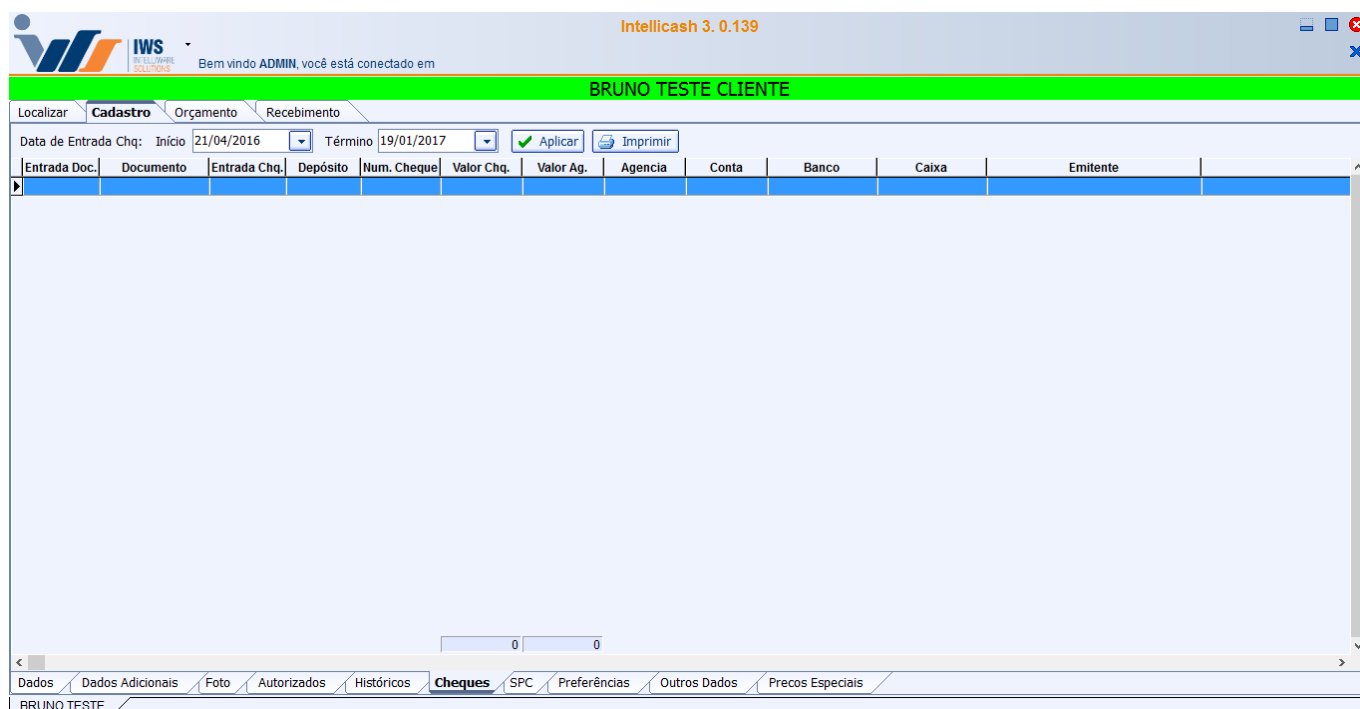 Intellicash 3. 0.139
IWS
INTELLIWARE
SOLUTIONS
Bem vindo ADMIN, você está conectado em
BRUNO TESTE CLIENTE
Localizar Cadastro Orçamento Recebimento
Data de Entrada Chq: Início 21/04/2016 Término 19/01/2017 Aplicar Imprimir
Entrada Doc. Documento Entrada Chq. Depósito Num. Cheque Valor Chq. Valor Ag. Agencia Conta Banco Caixa Emitente
0 0
Dados Dados Adicionais Foto Autorizados Históricos Cheques SPC Preferências Outros Dados Precos Especiais
BRUNO TESTE